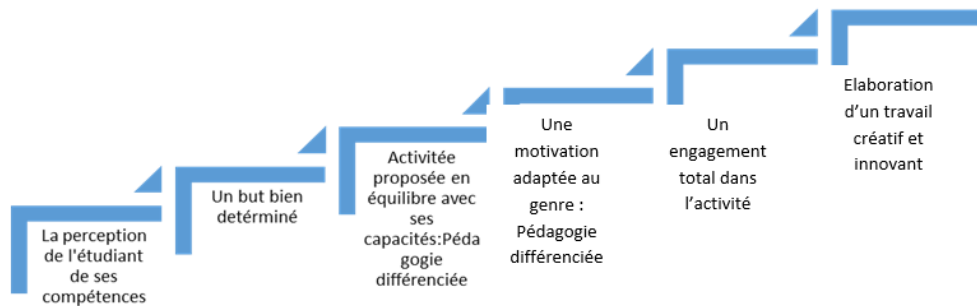 La perception
de l'étudiant
de ses
compétences
Un but bien
detérminé
Activitée
proposée en
équilibre avec
ses
capacités:Péda
gogie
différenciée
Une
motivation
adaptée au
genre :
Pédagogie
différenciée
Un
engagement
total dans
l’activité
Elaboration
d’un travail
créatif et
innovant